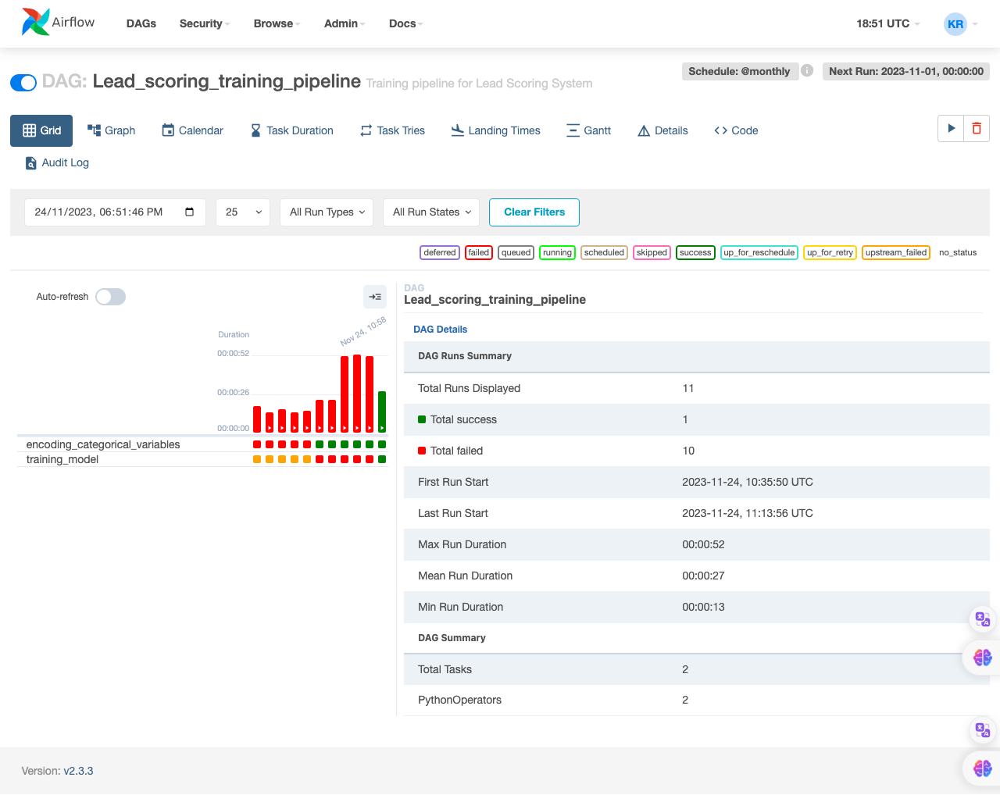 Airflow DAGs Security Browse Admin Docs 18:51 UTC KR
Schedule: @monthly i Next Run: 2023-11-01, 00:00:00
DAG: Lead_scoring_training_pipeline Training pipeline for Lead Scoring System
Grid Graph Calendar Task Duration Task Tries Landing Times Gantt Details Code
Audit Log
24/11/2023, 06:51:46 PM 25 All Run Types All Run States Clear Filters
deferred failed queued running scheduled skipped success up_for_reschedule up_for_retry upstream_failed no_status
Auto-refresh
Nov 24, 10:58
Duration
00:00:52
00:00:26
00:00:00
encoding_categorical_variables
training_model
DAG
Lead_scoring_training_pipeline
DAG Details
DAG Runs Summary
Total Runs Displayed 11
Total success 1
Total failed 10
First Run Start 2023-11-24, 10:35:50 UTC
Last Run Start 2023-11-24, 11:13:56 UTC
Max Run Duration 00:00:52
Mean Run Duration 00:00:27
Min Run Duration 00:00:13
DAG Summary
Total Tasks 2
PythonOperators 2
Version: v2.3.3